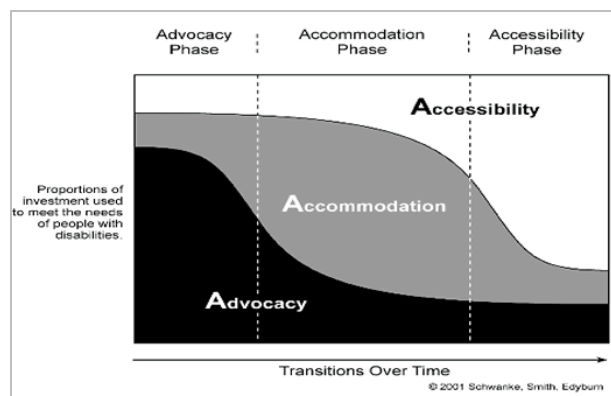 Advocacy Phase
Accommodation Phase
Accessibility Phase
Accessibility
Proportions of
investment used
to meet the needs
of people with
disabilities.
Accommodation
Advocacy
Transitions Over Time
© 2001 Schwanke, Smith, Edyburn